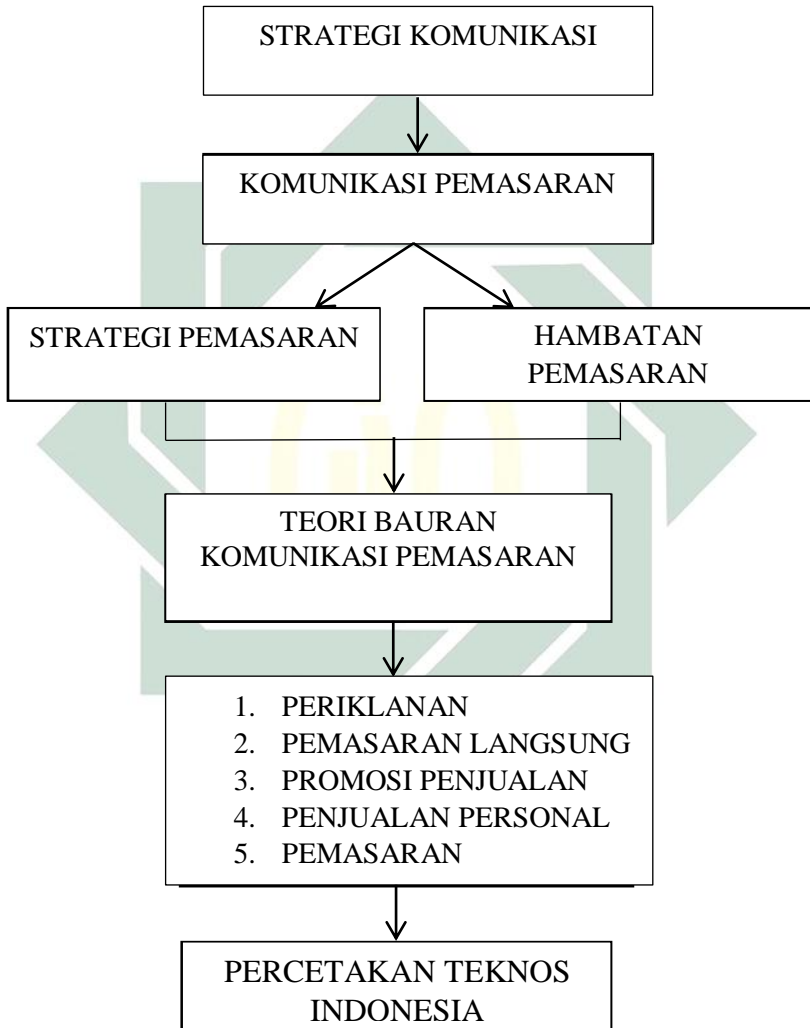 STRATEGI KOMUNIKASI
KOMUNIKASI PEMASARAN
STRATEGI PEMASARAN
HAMBATAN
PEMASARAN
TEORI BAURAN
KOMUNIKASI PEMASARAN
1. PERIKLANAN
2. PEMASARAN LANGSUNG
3. PROMOSI PENJUALAN
4. PENJUALAN PERSONAL
5. PEMASARAN
PERCETAKAN TEKNOS
INDONESIA